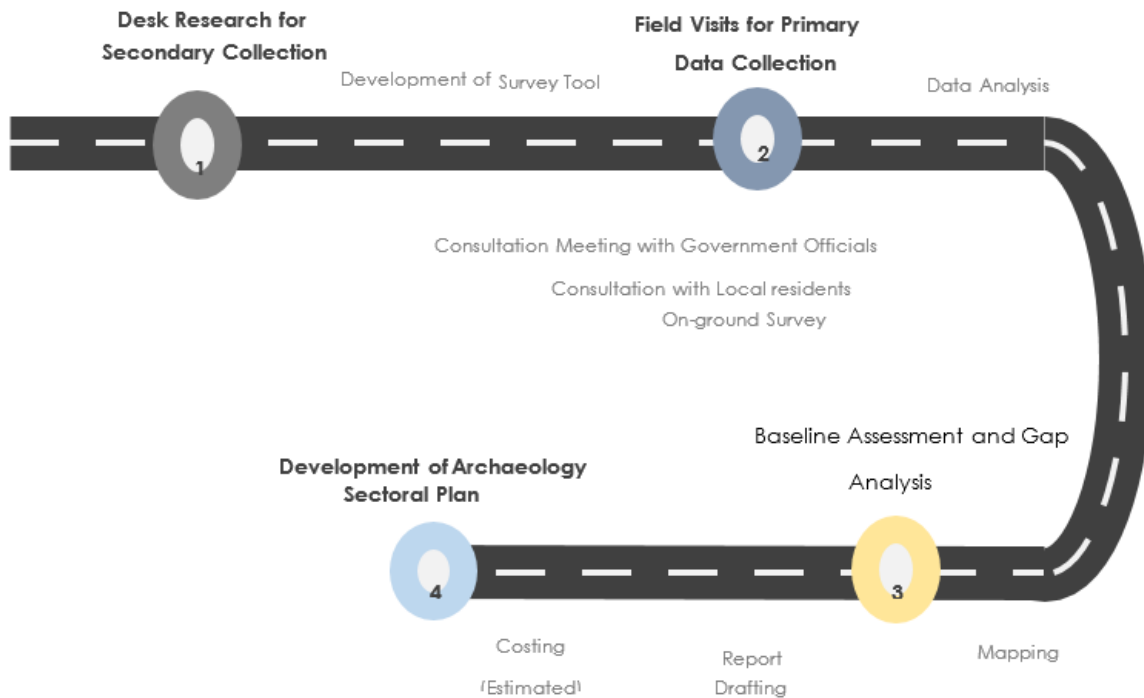 Desk Research for
Secondary Collection
Development of Survey Tool
Field Visits for Primary
Data Collection
Data Analysis
1
2
Consultation Meeting with Government Officials
Consultation with Local residents
On-ground Survey
Baseline Assessment and Gap
Analysis
Development of Archaeology
Sectoral Plan
3
4
Mapping
Report
Drafting
Costing
(Estimated)